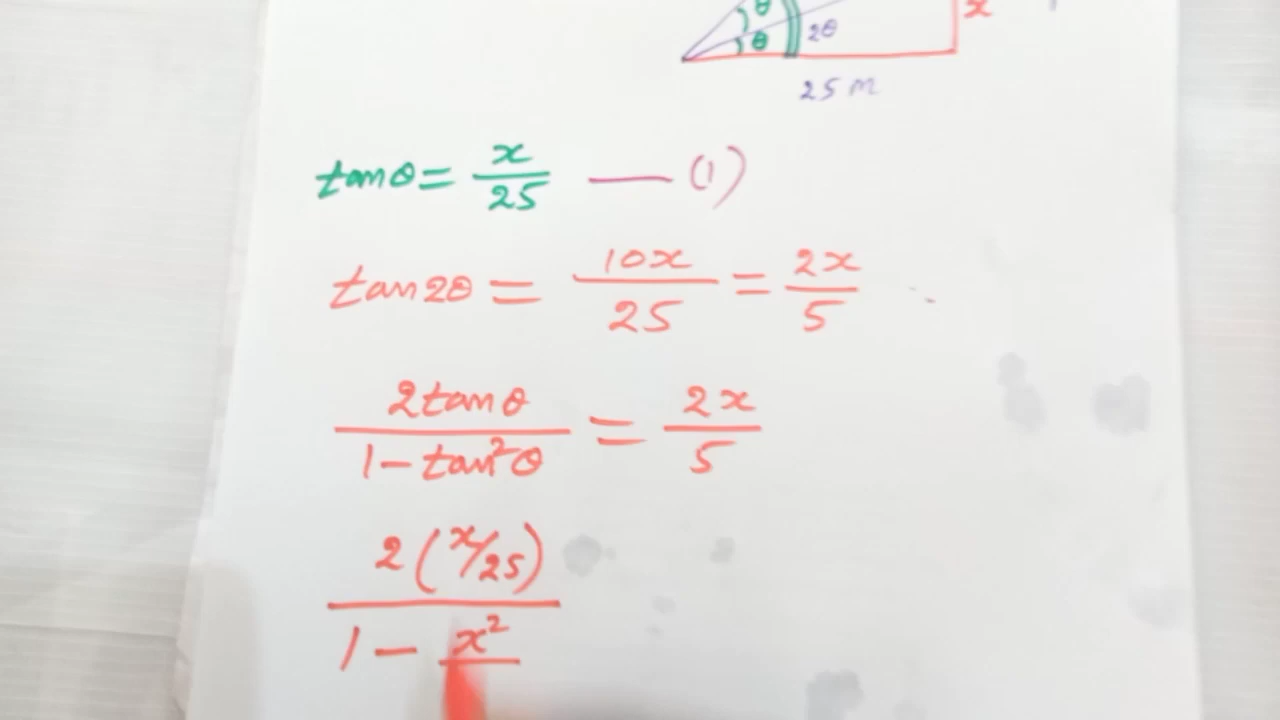 θ
θ 2θ x
25 m
tanθ = x/25 —— (1)
tan2θ = 10x/25 = 2x/5
2tanθ/1 - tan²θ = 2x/5
2(x/25)/1 - x²/